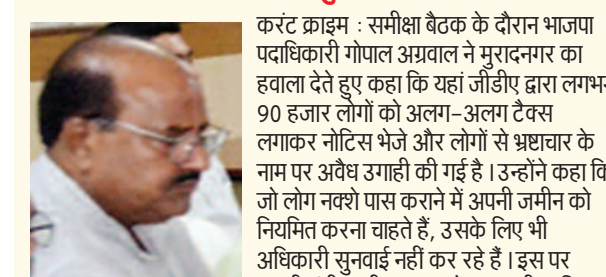 करंट क्राइम : समीक्षा बैठक के दौरान भाजपा
पदाधिकारी गोपाल अग्रवाल ने मुरादनगर का
हवाला देते हुए कहा कि यहां जीडीए द्वारा लगभग
90 हजार लोगों को अलग-अलग टैक्स
लगाकर नोटिस भेजे और लोगों से भ्रष्टाचार के
नाम पर अवैध उगाही की गई है । उन्होंने कहा कि
जो लोग नक्शे पास कराने में अपनी जमीन को
नियमित करना चाहते हैं, उसके लिए भी
अधिकारी सुनवाई नहीं कर रहे हैं । इस पर